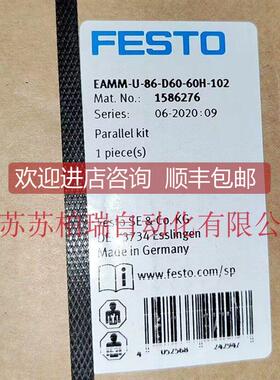 FESTO
EAMM-U-86-D60-60H-102
Mat. No.: 1586276
Series: 06-2020:09
Parallel kit
1 piece(s)
欢迎进店咨询 顺丰包邮
SE & Co. KG
3734 Esslingen
Made in Germany
www.festo.com/sp